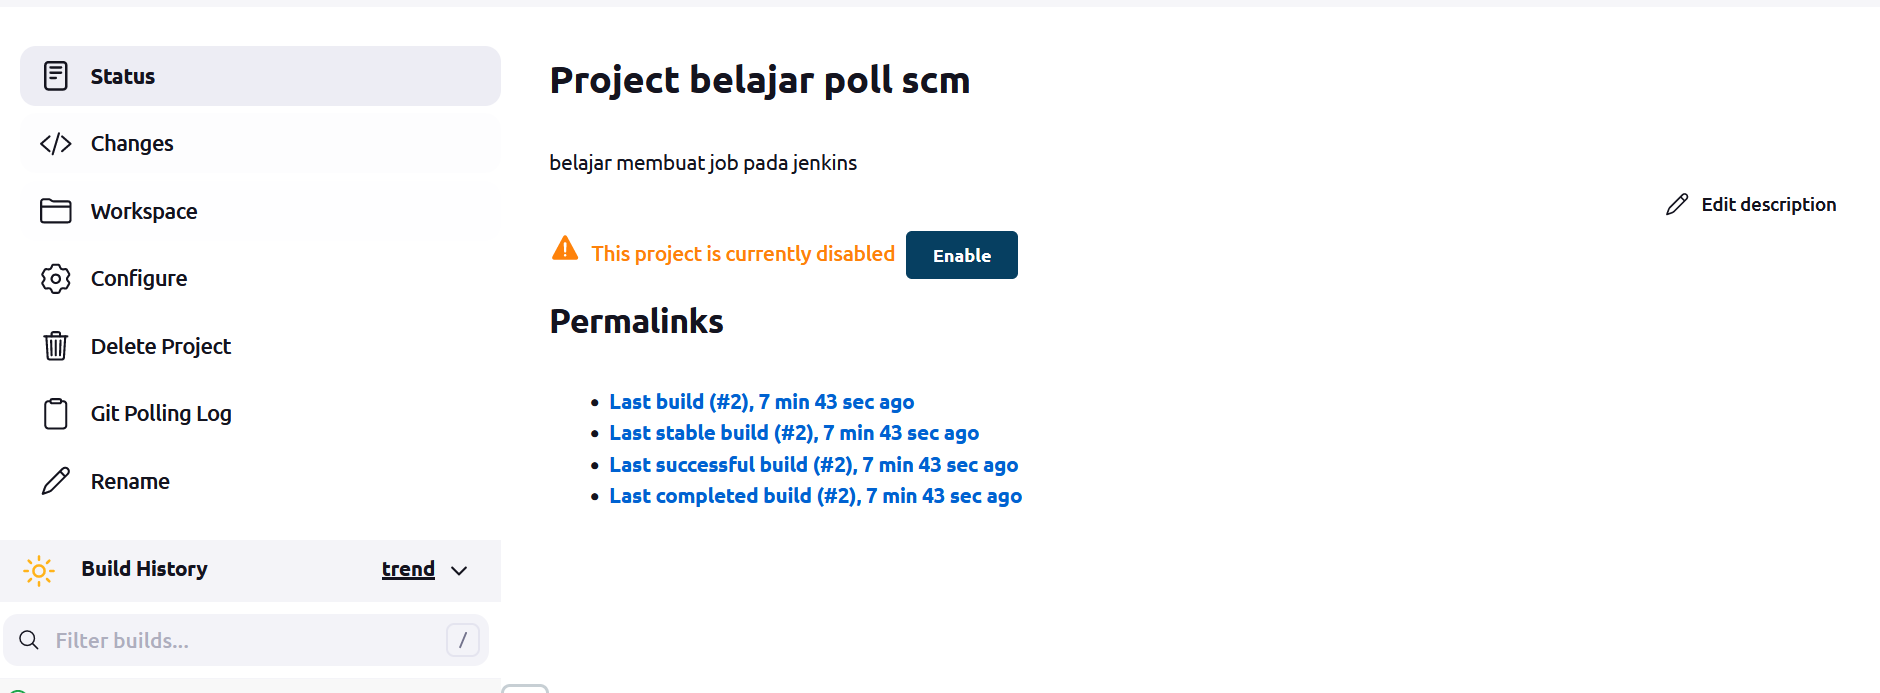 Status
Changes
Workspace
Configure
Delete Project
Git Polling Log
Rename
Build History
trend
Filter builds...
/
Project belajar poll scm
belajar membuat job pada jenkins
Edit description
This project is currently disabled
Enable
Permalinks
Last build (#2), 7 min 43 sec ago
Last stable build (#2), 7 min 43 sec ago
Last successful build (#2), 7 min 43 sec ago
Last completed build (#2), 7 min 43 sec ago